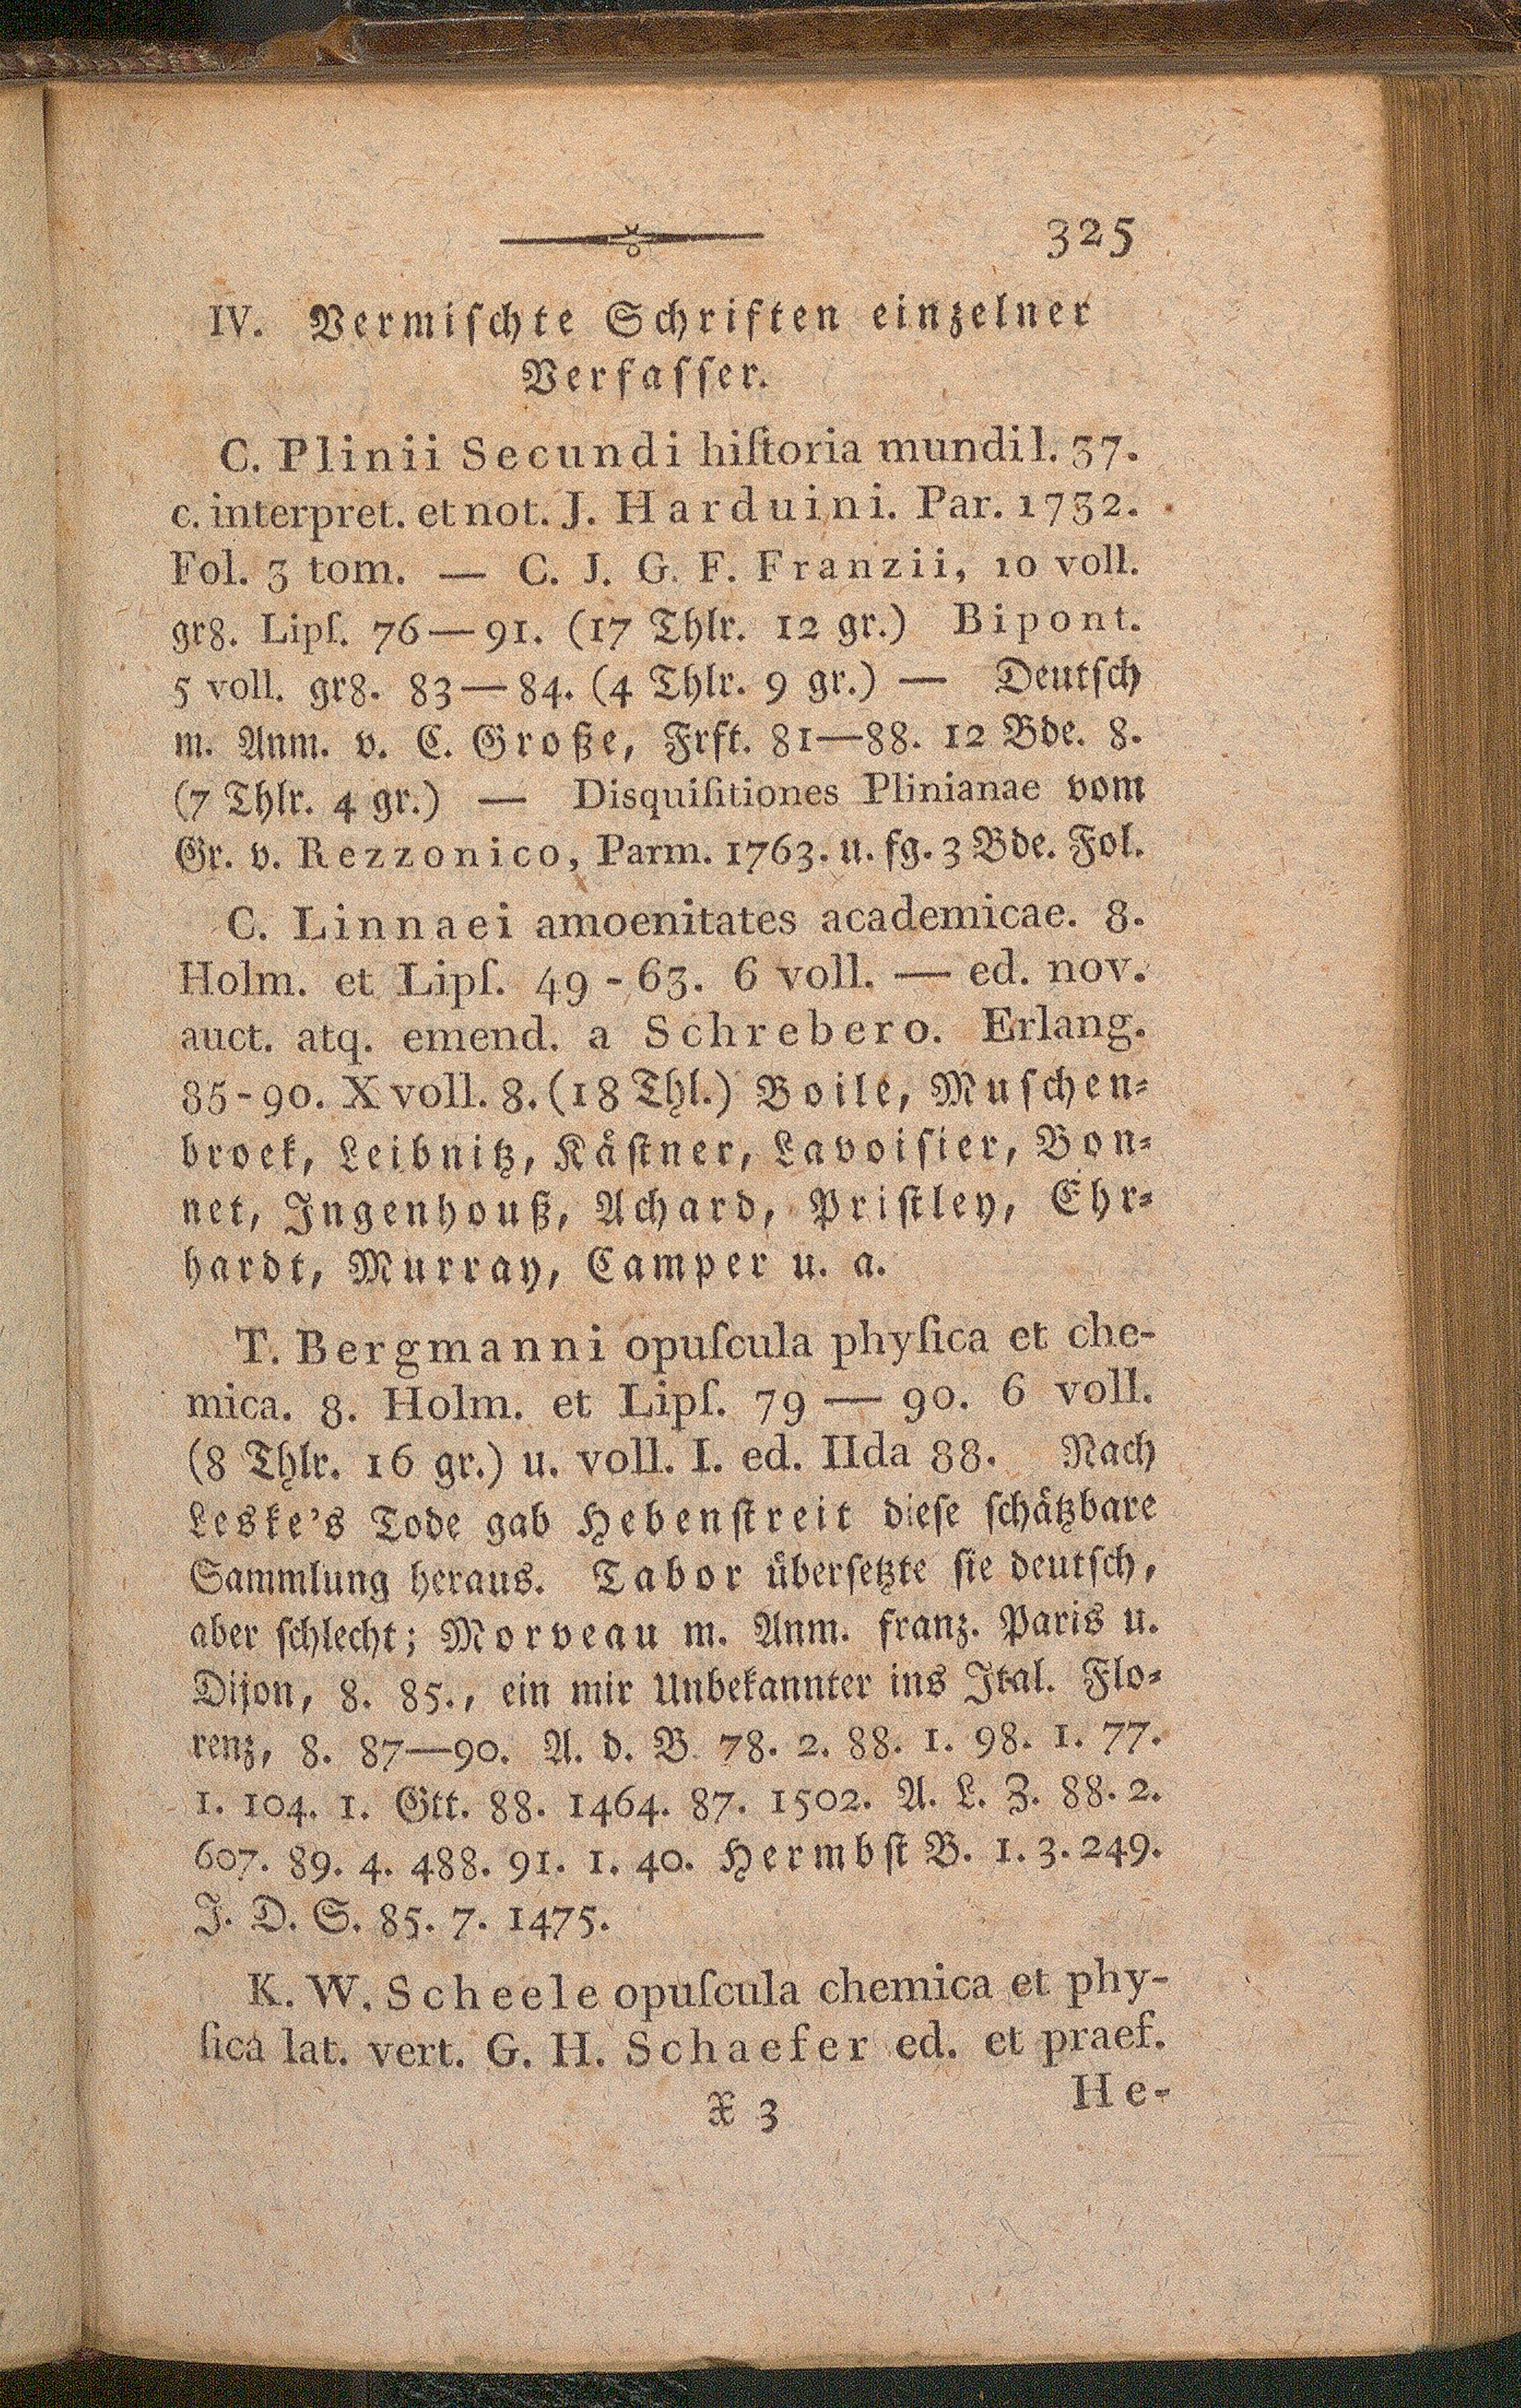 325
IV. Vermiſchte Schriften einzelner
Verfaſſer.
C. Plinii Secundi hiſtoria mundi l. 37.
c. interpret. et not. J. Harduini. Par. 1732.
Fol. 3 tom. — C. J. G. F. Franzii, 10 voll.
gr8. Lipſ. 76—91. (17 Thlr. 12 gr.) Bipont.
5 voll. gr8. 83—84. (4 Thlr. 9 gr.) — Deutſch
m. Anm. v. C. Große, Frft. 81—88. 12 Bde. 8.
(7 Thlr. 4 gr.) — Disquiſitiones Plinianae vom
Gr. v. Rezzonico, Parm. 1763. u. fg. 3 Bde. Fol.
C. Linnaei amoenitates academicae. 8.
Holm. et Lipſ. 49-63. 6 voll. — ed. nov.
auct. atq. emend. a Schrebero. Erlang.
85-90. X voll. 8. (18 Thl.) Boile, Muſchen⸗
broek, Leibnitz, Kåſtner, Lavoiſier, Bon⸗
net, Ingenhouß, Achard, Priſtley, Ehr⸗
hardt, Murray, Camper u. a.
T. Bergmanni opuſcula phyſica et che-
mica. 8. Holm. et Lipſ. 79 — 90. 6 voll.
(8 Thlr. 16 gr.) u. voll. I. ed. IIda 88. Nach
Leske's Tode gab Hebenſtreit dieſe ſchåtzbare
Sammlung heraus. Tabor uͤberſetzte ſie deutſch,
aber ſchlecht; Morveau m. Anm. franz. Paris u.
Dijon, 8. 85., ein mir Unbekannter ins Ital. Flo⸗
renz, 8. 87—90. A. d. B. 78. 2. 88. 1. 98. 1. 77.
1. 104. 1. Gtt. 88. 1464. 87. 1502. A. L. Z. 88. 2.
607. 89. 4. 488. 91. 1. 40. Hermbſt B. 1. 3. 249.
J. D. S. 85. 7. 1475.
K. W. Scheele opuſcula chemica et phy-
ſica lat. vert. G. H. Schaefer ed. et praef.
X 3
He-